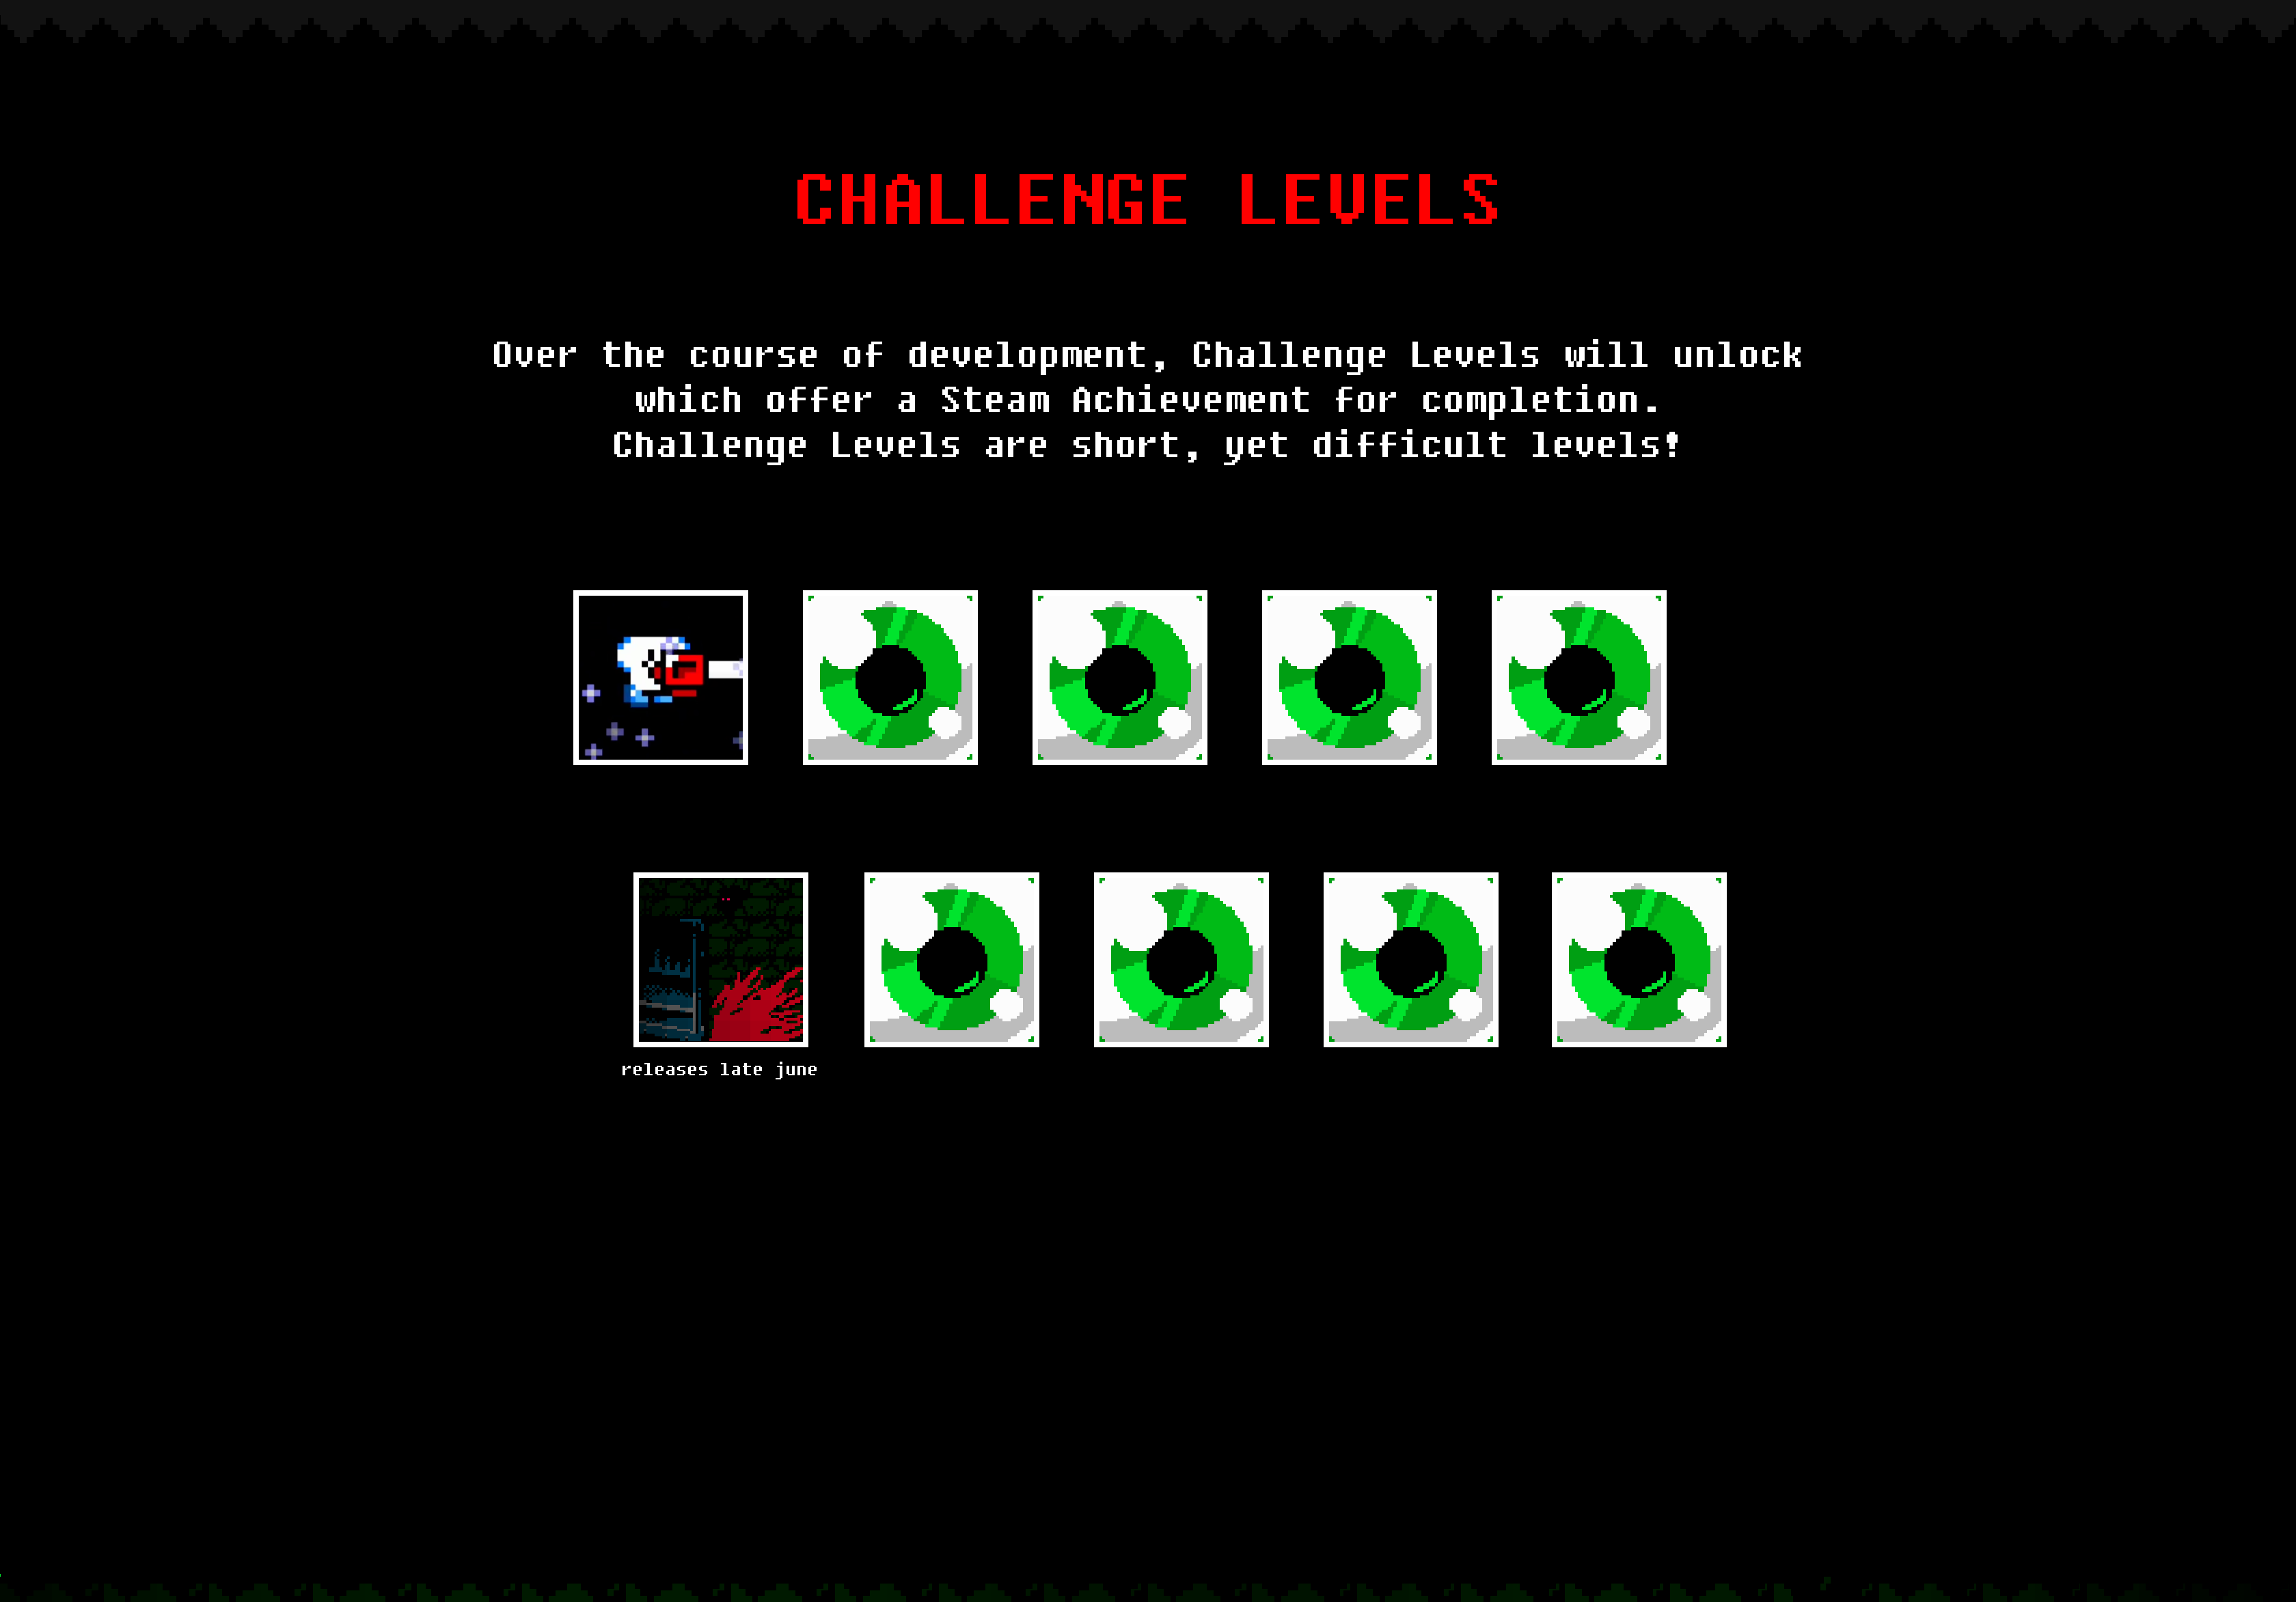 CHALLENGE LEVELS
Over the course of development, Challenge Levels will unlock
which offer a Steam Achievement for completion.
Challenge Levels are short, yet difficult levels!
releases late june